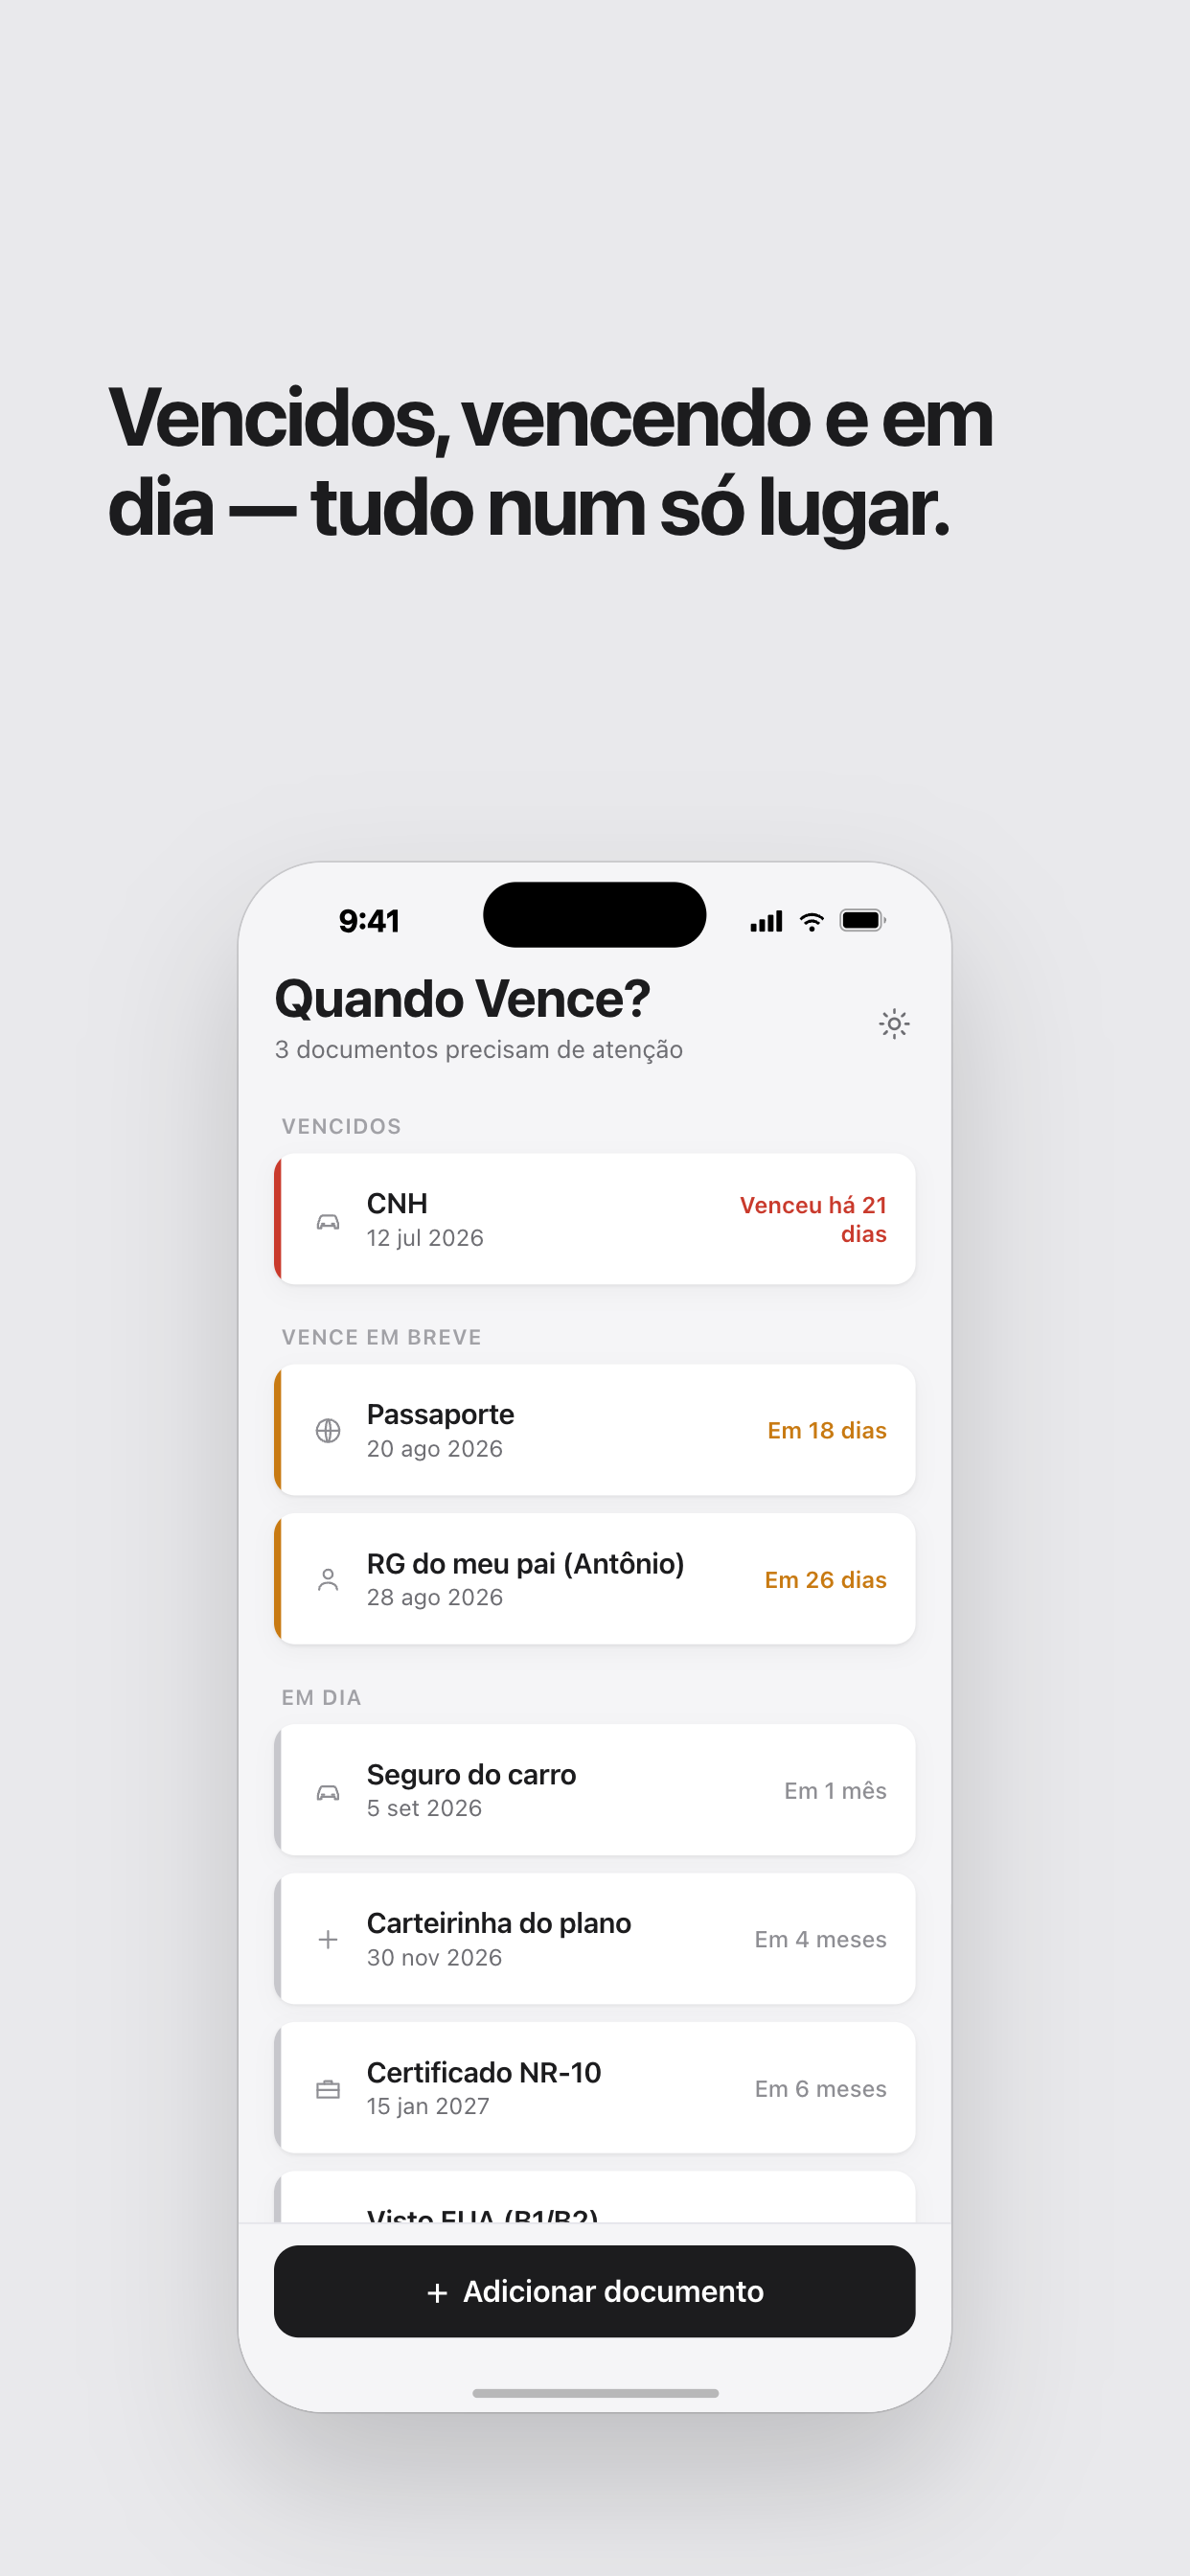 Vencidos, vencendo e em
dia — tudo num só lugar.
9:41
Quando Vence?
3 documentos precisam de atenção
VENCIDOS
CNH
12 jul 2026
Venceu há 21
dias
VENCE EM BREVE
Passaporte
20 ago 2026
Em 18 dias
RG do meu pai (Antônio)
28 ago 2026
Em 26 dias
EM DIA
Seguro do carro
5 set 2026
Em 1 mês
Carteirinha do plano
30 nov 2026
Em 4 meses
Certificado NR-10
15 jan 2027
Em 6 meses
Visto EUA (B1/B2)
+ Adicionar documento